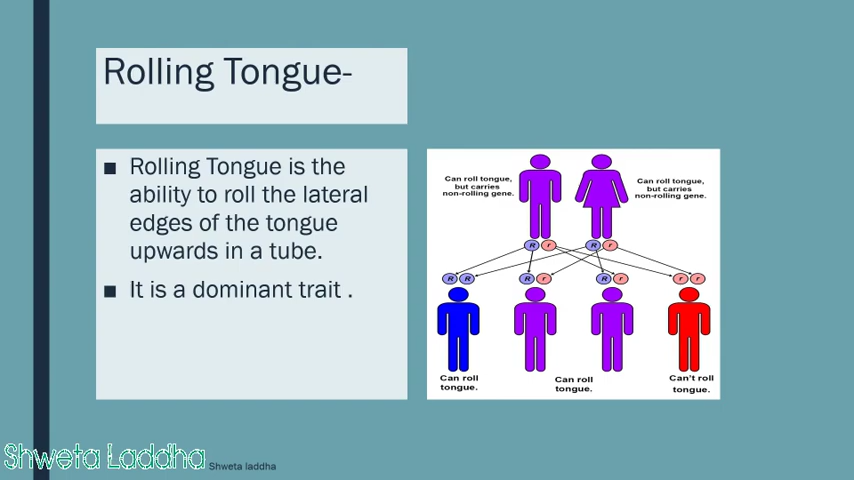 Rolling Tongue-
■ Rolling Tongue is the
ability to roll the lateral
edges of the tongue
upwards in a tube.
■ It is a dominant trait .
Can roll tongue,
but carries
non-rolling gene.
Can roll tongue,
but carries
non-rolling gene.
R r R r
R R R r R r r r
Can roll
tongue.
Can roll
tongue.
Can't roll
tongue.
Shweta Laddha
Shweta laddha